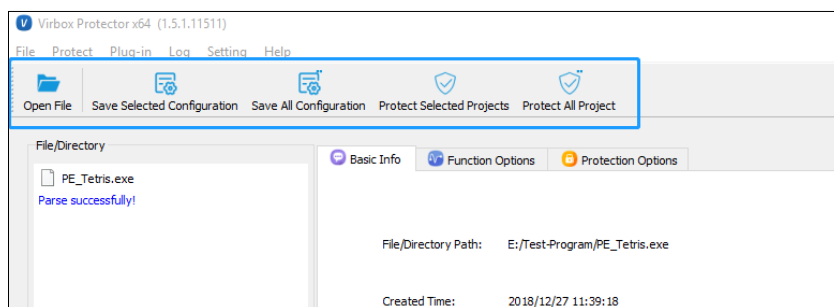 Virbox Protector x64 (1.5.1.11511)
File Protect Plug-in Log Setting Help
Open File Save Selected Configuration Save All Configuration Protect Selected Projects Protect All Project
File/Directory
PE_Tetris.exe
Parse successfully!
Basic Info Function Options Protection Options
File/Directory Path: E:/Test-Program/PE_Tetris.exe
Created Time: 2018/12/27 11:39:18